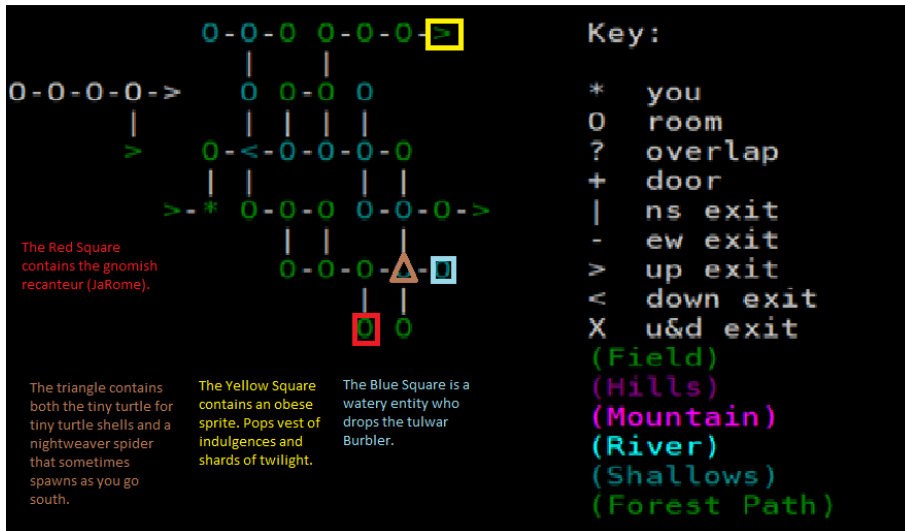 O-O-O O-O-O->
| |
O-O-O-O-> O O-O O
| | | | | |
> O-<-O-O-O-O
| | | |
>-* O-O-O O-O-O->
| | |
O-O-O-O-O
| |
O O
Key:
* you
O room
? overlap
+ door
| ns exit
- ew exit
> up exit
< down exit
X u&d exit
(Field)
(Hills)
(Mountain)
(River)
(Shallows)
(Forest Path)
The Red Square
contains the gnomish
recanteur (JaRome).
The triangle contains
both the tiny turtle for
tiny turtle shells and a
nightweaver spider
that sometimes
spawns as you go
south.
The Yellow Square
contains an obese
sprite. Pops vest of
indulgences and
shards of twilight.
The Blue Square is a
watery entity who
drops the tulwar
Burbler.